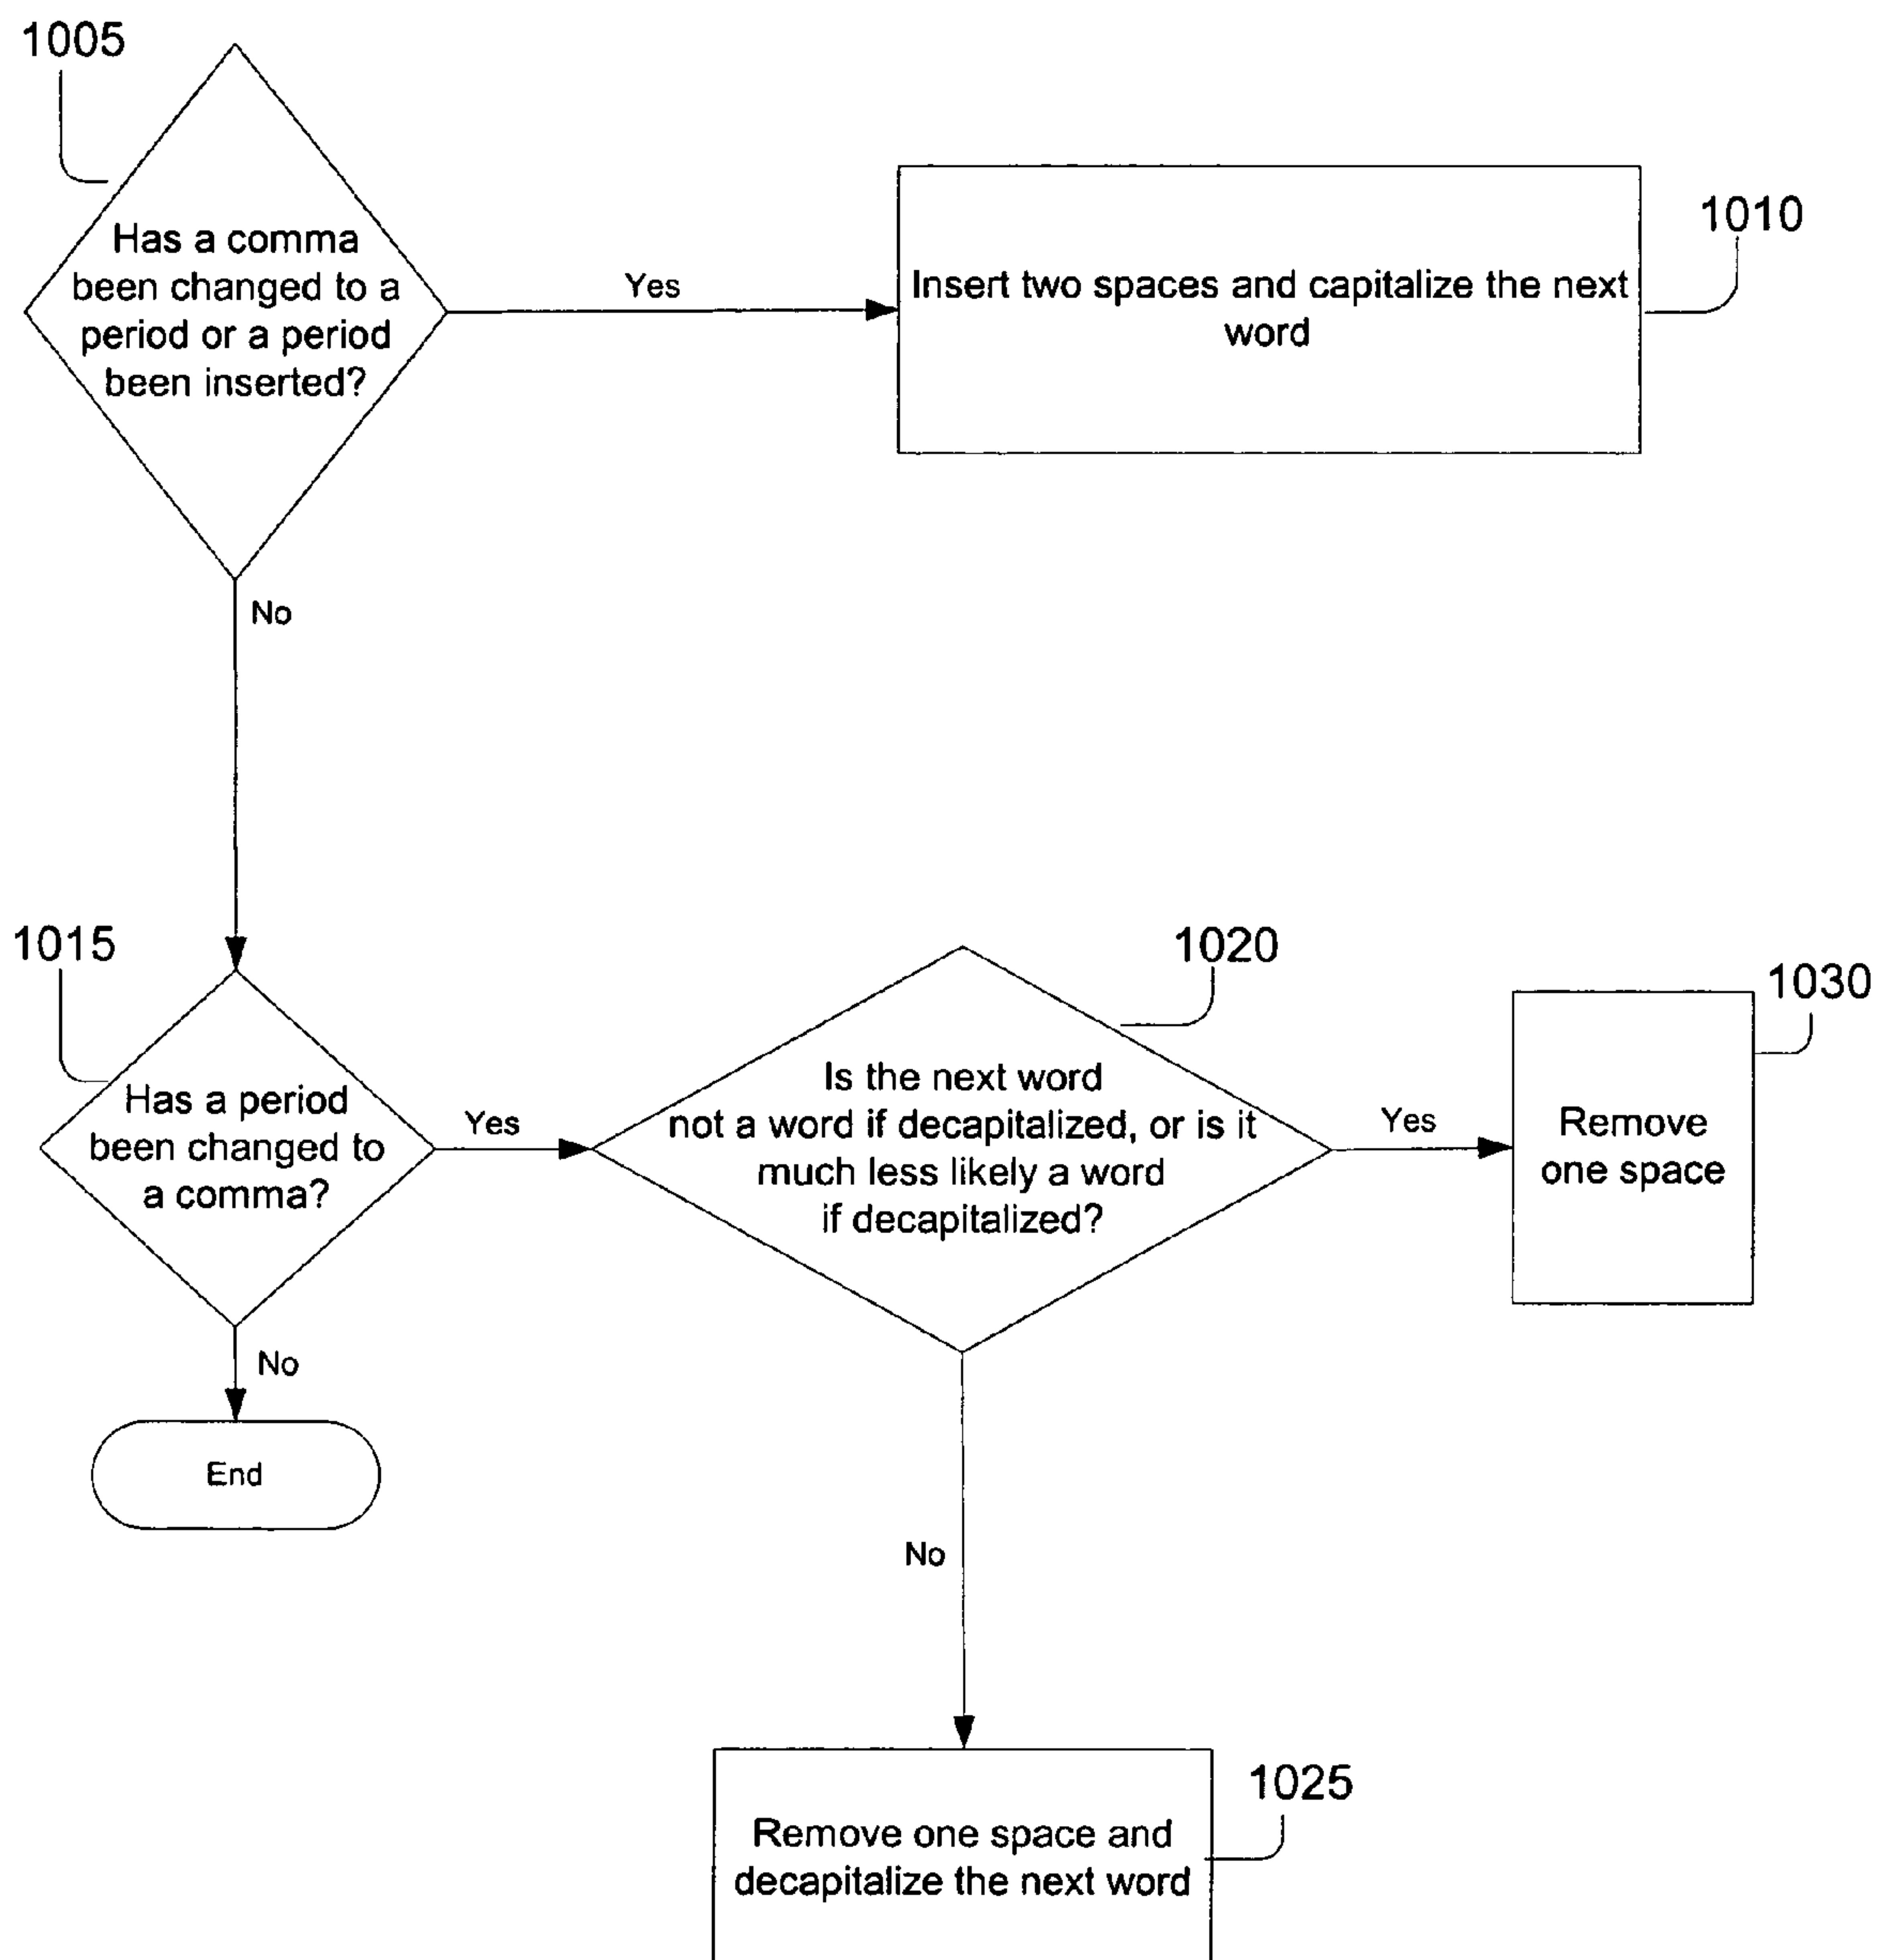 1005
Has a comma
been changed to a
period or a period
been inserted?
Yes
Insert two spaces and capitalize the next
word
1010
No
1015
Has a period
been changed to
a comma?
Yes
1020
Is the next word
not a word if decapitalized, or is it
much less likely a word
if decapitalized?
Yes
1030
Remove
one space
No
End
No
1025
Remove one space and
decapitalize the next word